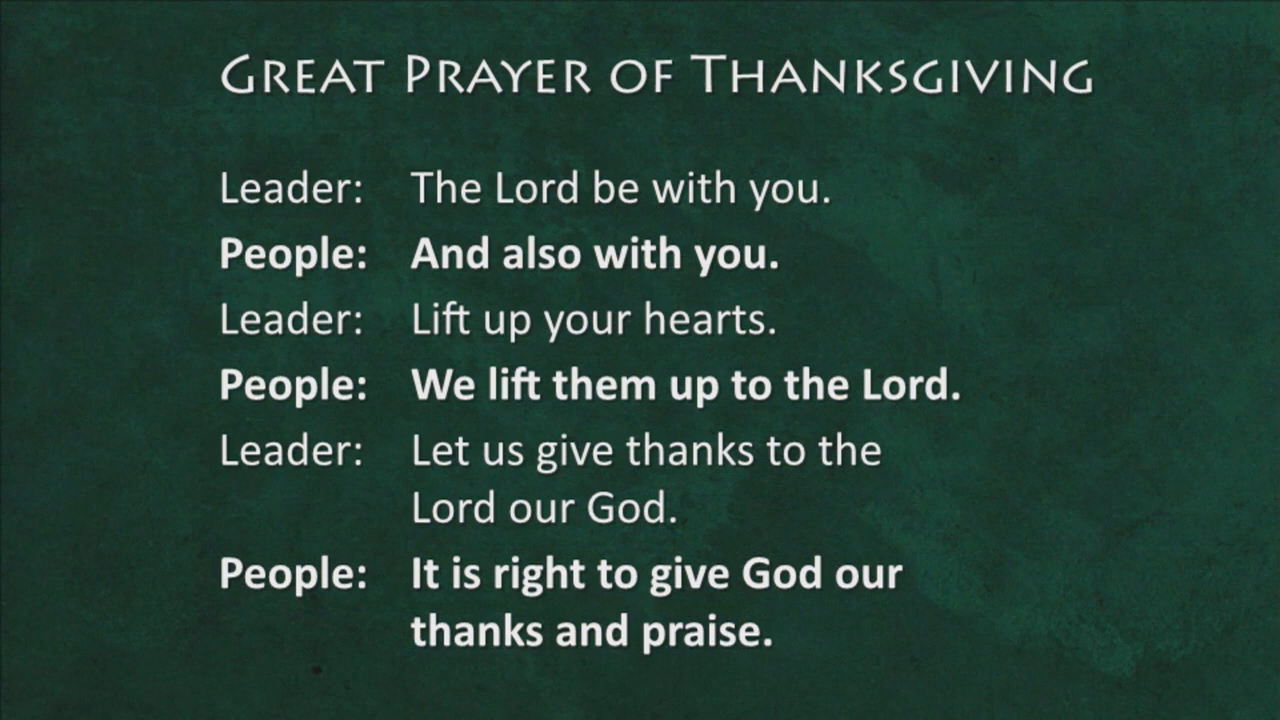 Great Prayer of Thanksgiving
Leader: The Lord be with you.
People: And also with you.
Leader: Lift up your hearts.
People: We lift them up to the Lord.
Leader: Let us give thanks to the
Lord our God.
People: It is right to give God our
thanks and praise.